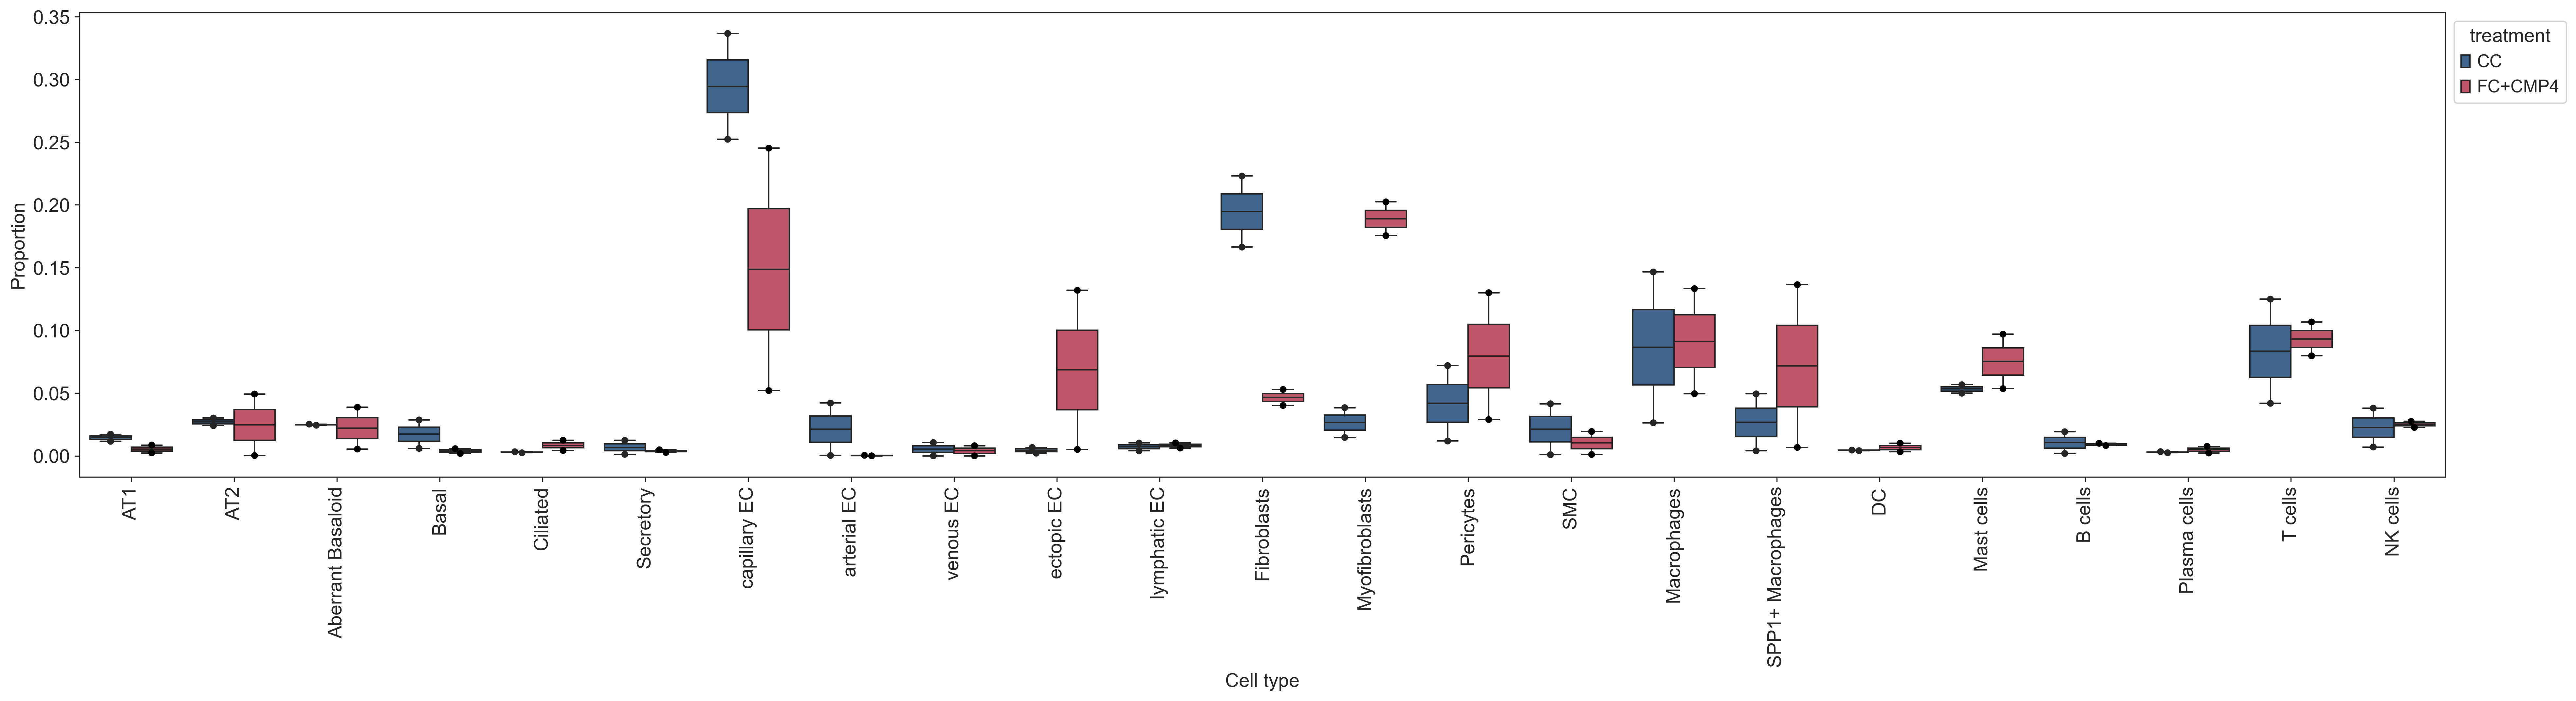 0.35
0.30
0.25
0.20
0.15
0.10
0.05
0.00
Proportion
treatment
CC
FC+CMP4
AT1
AT2
Aberrant Basaloid
Basal
Ciliated
Secretory
capillary EC
arterial EC
venous EC
ectopic EC
lymphatic EC
Fibroblasts
Myofibroblasts
Pericytes
SMC
Macrophages
SPP1+ Macrophages
DC
Mast cells
B cells
Plasma cells
T cells
NK cells
Cell type